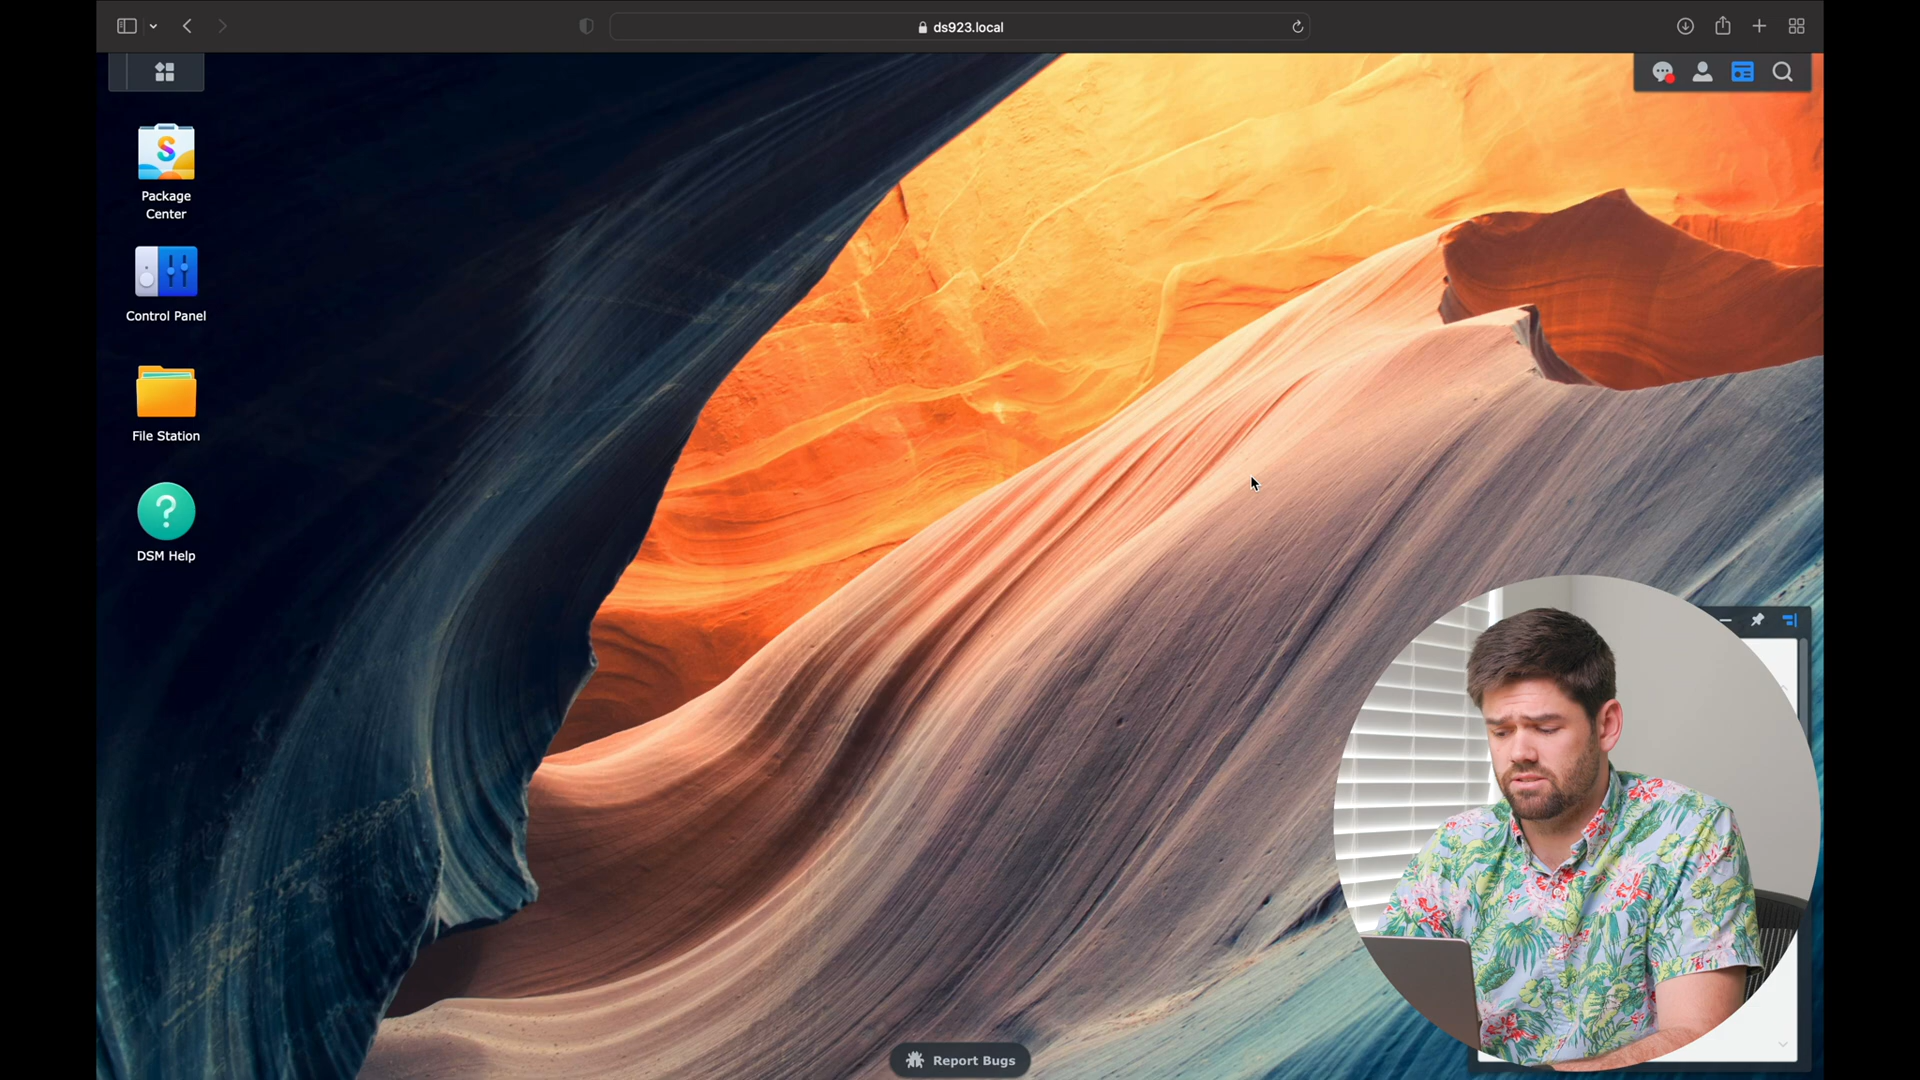 ds923.local
Package
Center
Control Panel
File Station
DSM Help
Report Bugs